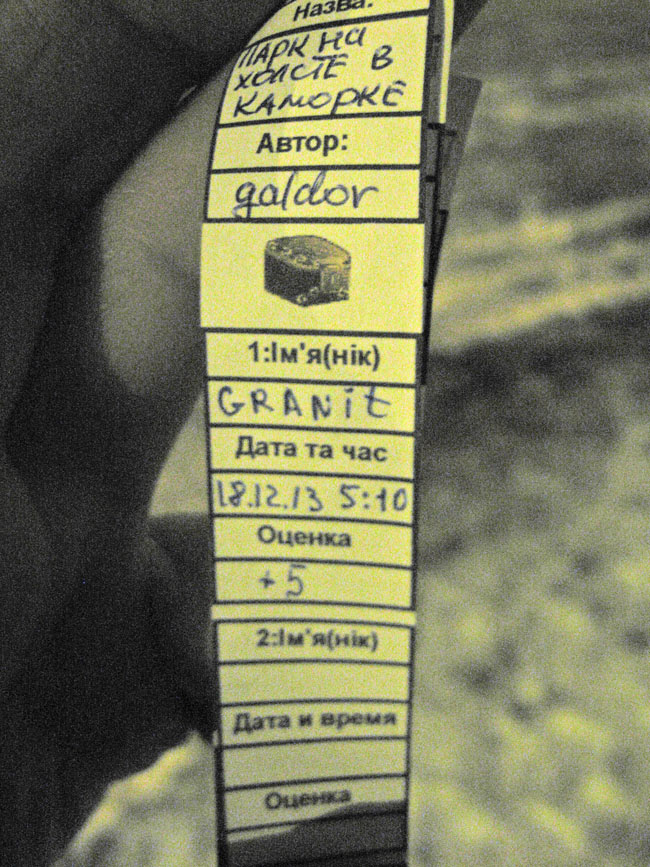 Назва:
ПАРК НА
ХОЛСТЕ В
КАМОРКЕ
Автор:
galdor
1:Ім'я(нік)
GRANit
Дата та час
18.12.13 5:10
Оценка
+5
2:Ім'я(нік)
Дата и время
Оценка